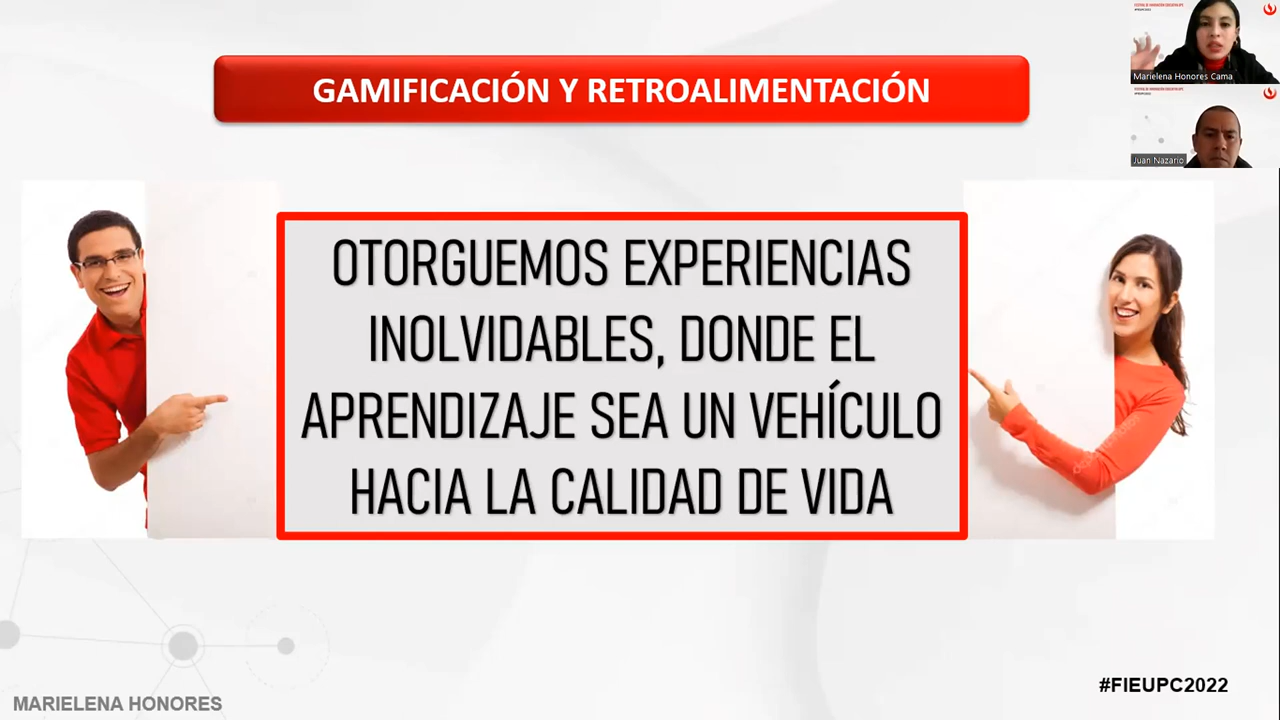 GAMIFICACIÓN Y RETROALIMENTACIÓN
OTORGUEMOS EXPERIENCIAS
INOLVIDABLES, DONDE EL
APRENDIZAJE SEA UN VEHÍCULO
HACIA LA CALIDAD DE VIDA
MARIELENA HONORES
#FIEUPC2022
Marielena Honores Cama
Juan Nazario